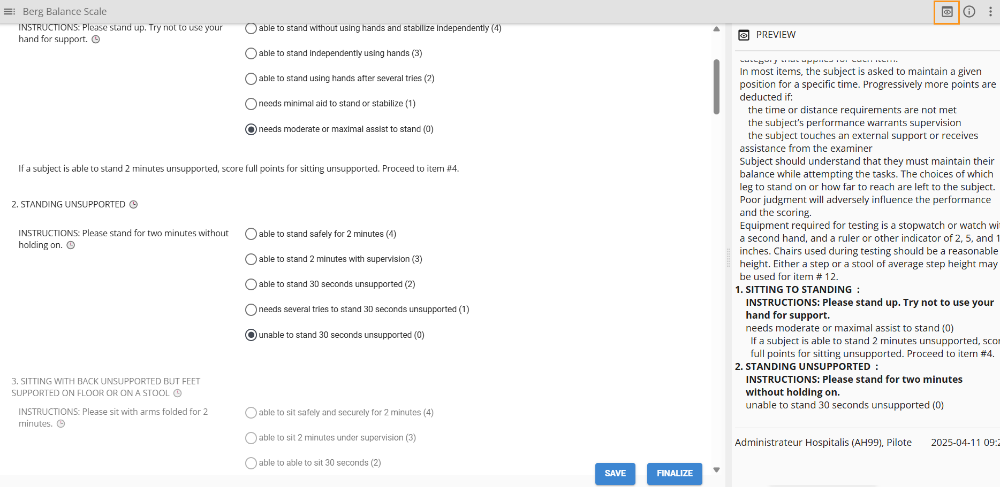 Berg Balance Scale
INSTRUCTIONS: Please stand up. Try not to use your
hand for support.
able to stand without using hands and stabilize independently (4)
able to stand independently using hands (3)
able to stand using hands after several tries (2)
needs minimal aid to stand or stabilize (1)
needs moderate or maximal assist to stand (0)
If a subject is able to stand 2 minutes unsupported, score full points for sitting unsupported. Proceed to item #4.
2. STANDING UNSUPPORTED
INSTRUCTIONS: Please stand for two minutes without
holding on.
able to stand safely for 2 minutes (4)
able to stand 2 minutes with supervision (3)
able to stand 30 seconds unsupported (2)
needs several tries to stand 30 seconds unsupported (1)
unable to stand 30 seconds unsupported (0)
3. SITTING WITH BACK UNSUPPORTED BUT FEET
SUPPORTED ON FLOOR OR ON A STOOL
INSTRUCTIONS: Please sit with arms folded for 2
minutes.
able to sit safely and securely for 2 minutes (4)
able to sit 2 minutes under supervision (3)
able to able to sit 30 seconds (2)
SAVE
FINALIZE
PREVIEW
category that applies for each item.
In most items, the subject is asked to maintain a given
position for a specific time. Progressively more points are
deducted if:
the time or distance requirements are not met
the subject's performance warrants supervision
the subject touches an external support or receives
assistance from the examiner
Subject should understand that they must maintain their
balance while attempting the tasks. The choices of which
leg to stand on or how far to reach are left to the subject.
Poor judgment will adversely influence the performance
and the scoring.
Equipment required for testing is a stopwatch or watch wi
a second hand, and a ruler or other indicator of 2, 5, and 1
inches. Chairs used during testing should be a reasonable
height. Either a step or a stool of average step height may
be used for item # 12.
1. SITTING TO STANDING :
INSTRUCTIONS: Please stand up. Try not to use your
hand for support.
needs moderate or maximal assist to stand (0)
If a subject is able to stand 2 minutes unsupported, scor
full points for sitting unsupported. Proceed to item #4.
2. STANDING UNSUPPORTED :
INSTRUCTIONS: Please stand for two minutes
without holding on.
unable to stand 30 seconds unsupported (0)
Administrateur Hospitalis (AH99), Pilote 2025-04-11 09:2